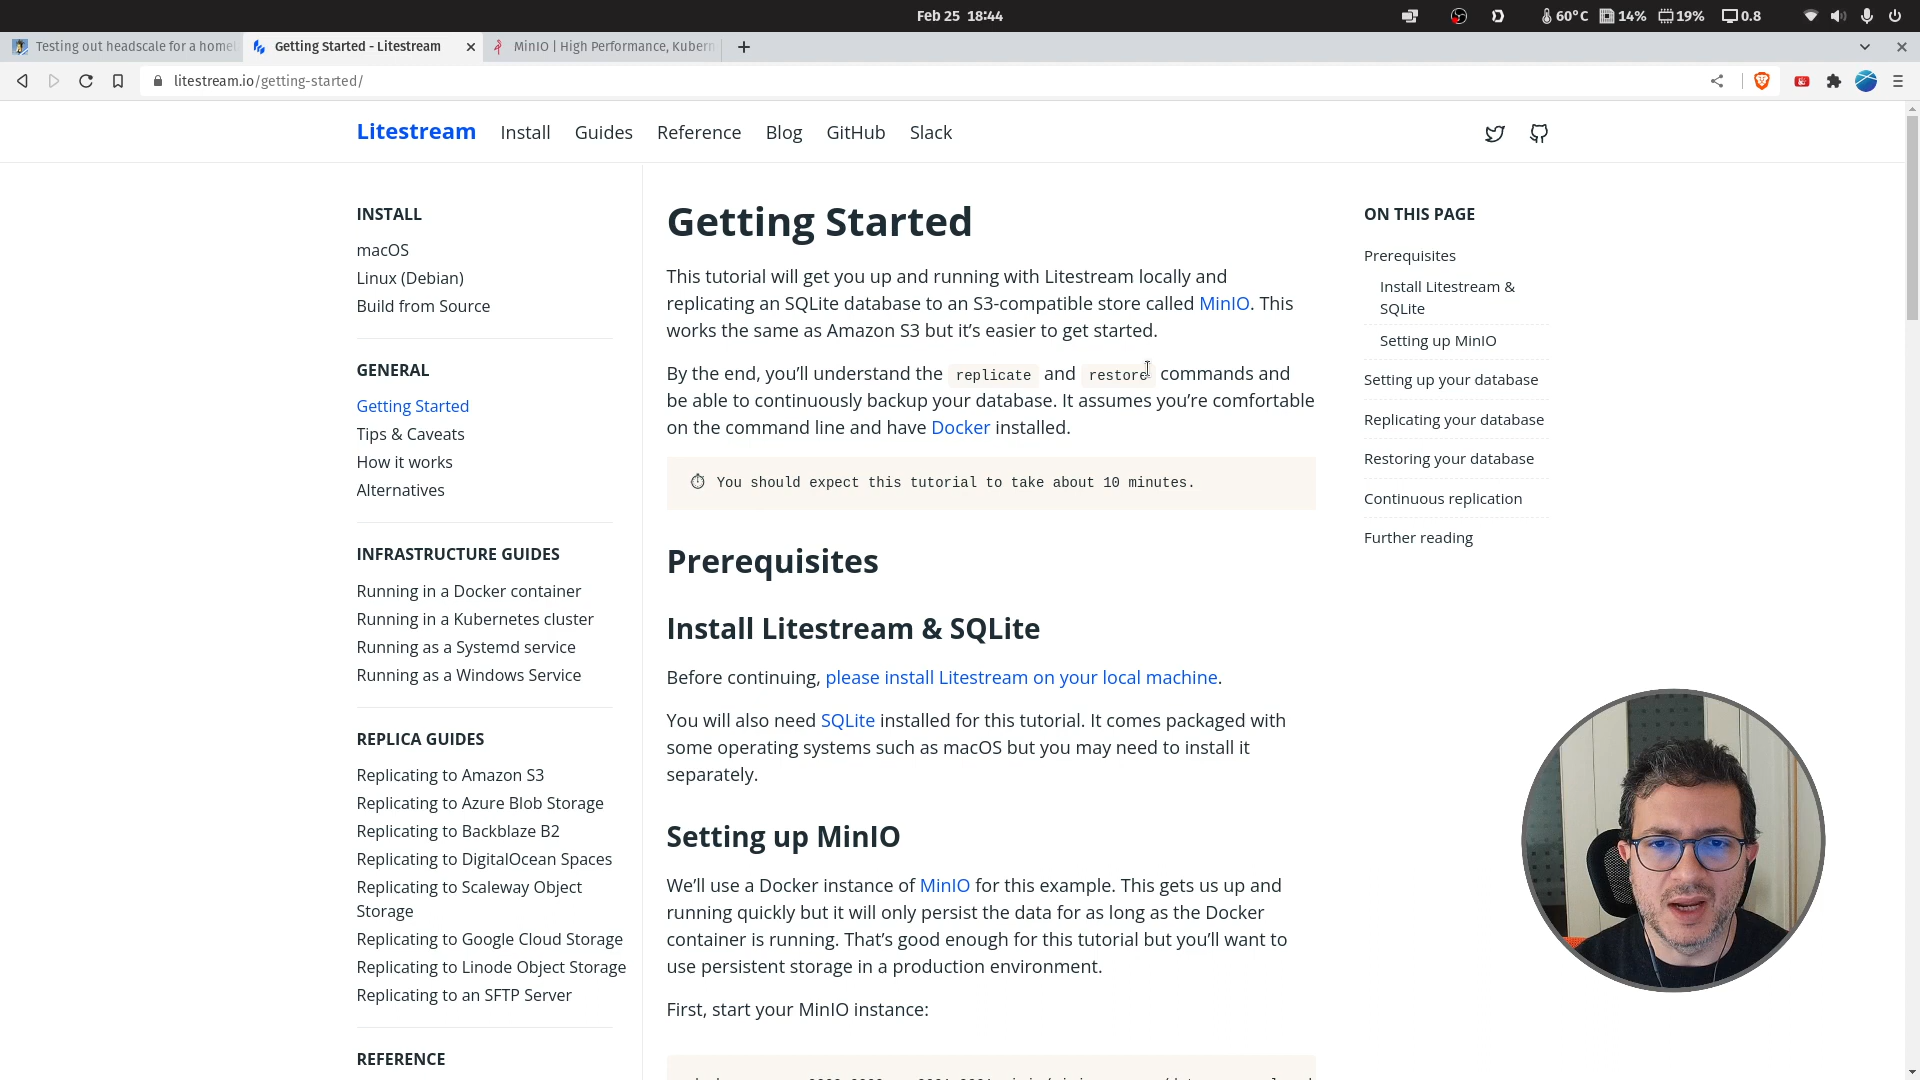 Feb 25 18:44
60°C 14% 19% 0.8
Testing out headscale for a home
Getting Started - Litestream
MinIO | High Performance, Kubern
litestream.io/getting-started/
Litestream Install Guides Reference Blog GitHub Slack
INSTALL
macOS
Linux (Debian)
Build from Source
GENERAL
Getting Started
Tips & Caveats
How it works
Alternatives
INFRASTRUCTURE GUIDES
Running in a Docker container
Running in a Kubernetes cluster
Running as a Systemd service
Running as a Windows Service
REPLICA GUIDES
Replicating to Amazon S3
Replicating to Azure Blob Storage
Replicating to Backblaze B2
Replicating to DigitalOcean Spaces
Replicating to Scaleway Object
Storage
Replicating to Google Cloud Storage
Replicating to Linode Object Storage
Replicating to an SFTP Server
REFERENCE
Getting Started
This tutorial will get you up and running with Litestream locally and
replicating an SQLite database to an S3-compatible store called MinIO. This
works the same as Amazon S3 but it’s easier to get started.
By the end, you’ll understand the replicate and restore commands and
be able to continuously backup your database. It assumes you’re comfortable
on the command line and have Docker installed.
⏱ You should expect this tutorial to take about 10 minutes.
Prerequisites
Install Litestream & SQLite
Before continuing, please install Litestream on your local machine.
You will also need SQLite installed for this tutorial. It comes packaged with
some operating systems such as macOS but you may need to install it
separately.
Setting up MinIO
We’ll use a Docker instance of MinIO for this example. This gets us up and
running quickly but it will only persist the data for as long as the Docker
container is running. That’s good enough for this tutorial but you’ll want to
use persistent storage in a production environment.
First, start your MinIO instance:
ON THIS PAGE
Prerequisites
Install Litestream &
SQLite
Setting up MinIO
Setting up your database
Replicating your database
Restoring your database
Continuous replication
Further reading